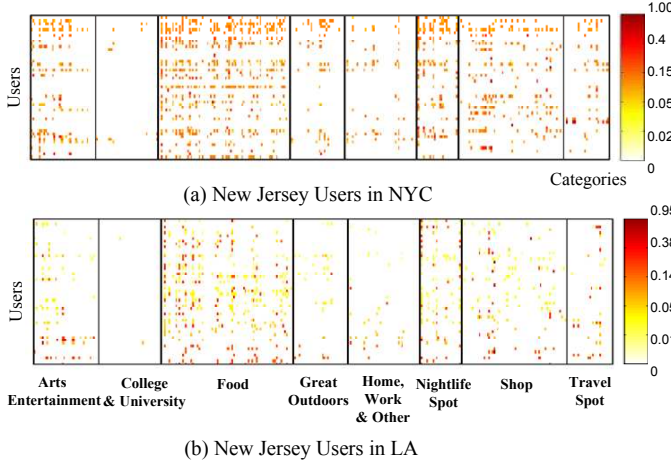 1.00
0.4
0.15
0.05
0.02
0
Users
Categories
(a) New Jersey Users in NYC
0.95
0.38
0.14
0.05
0.01
0
Users
Arts
Entertainment
College
& University
Food
Great
Outdoors
Home,
Work
& Other
Nightlife
Spot
Shop
Travel
Spot
(b) New Jersey Users in LA